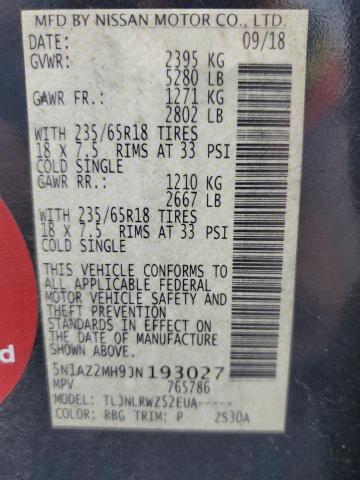 MFD BY NISSAN MOTOR CO., LTD.
DATE: 09/18
GVWR: 2395 KG
5280 LB
GAWR FR.: 1271 KG
2802 LB
WITH 235/65R18 TIRES
18 X 7.5 RIMS AT 33 PSI
COLD SINGLE
GAWR RR: 1210 KG
2667 LB
WITH 235/65R18 TIRES
18 X 7.5 RIMS AT 33 PSI
COLD SINGLE
THIS VEHICLE CONFORMS TO
ALL APPLICABLE FEDERAL
MOTOR VEHICLE SAFETY AND
THEFT PREVENTION
STANDARDS IN EFFECT ON
THE DATE OF MANUFACTURE
SHOWN ABOVE
5N1AZ2MH9JN193027
MPV 765786
MODEL: TLJNLRWZ52EUA-----
COLOR: RBG TRIM: P 2S30A
d